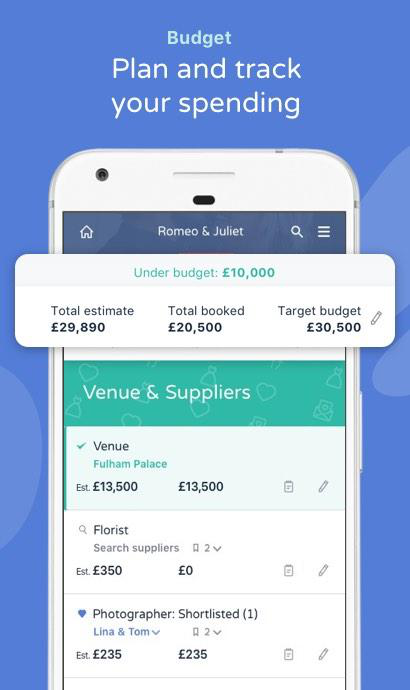 Budget
Plan and track
your spending
Romeo & Juliet
Under budget: £10,000
Total estimate Total booked Target budget
£29,890 £20,500 £30,500
Venue & Suppliers
Venue
Fulham Palace
Est. £13,500 £13,500
Florist
Search suppliers 2
Est. £350 £0
Photographer: Shortlisted (1)
Lina & Tom 2
Est. £235 £235